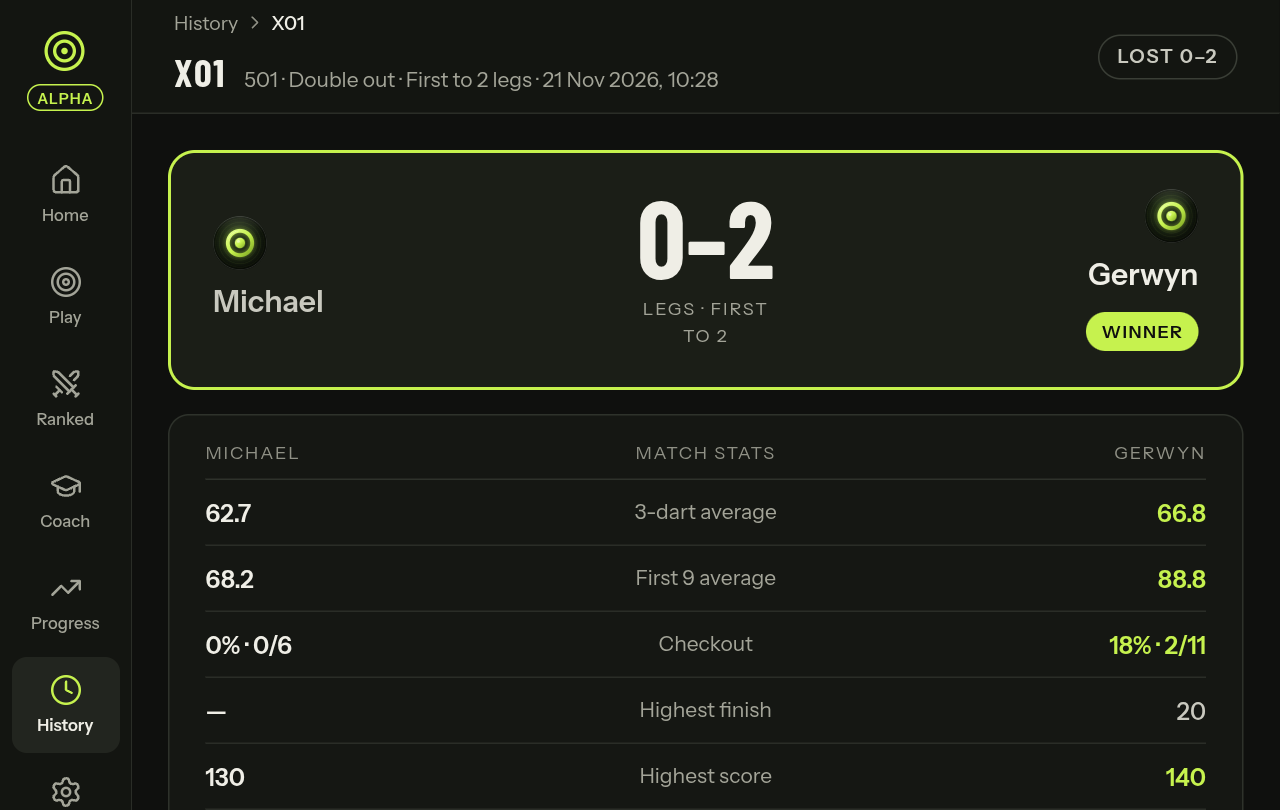 History > X01
X01 501 · Double out · First to 2 legs · 21 Nov 2026, 10:28
LOST 0–2
ALPHA
Home
Play
Ranked
Coach
Progress
History
Michael
0–2
LEGS · FIRST
TO 2
Gerwyn
WINNER
MICHAEL MATCH STATS GERWYN
62.7 3-dart average 66.8
68.2 First 9 average 88.8
0% · 0/6 Checkout 18% · 2/11
— Highest finish 20
130 Highest score 140